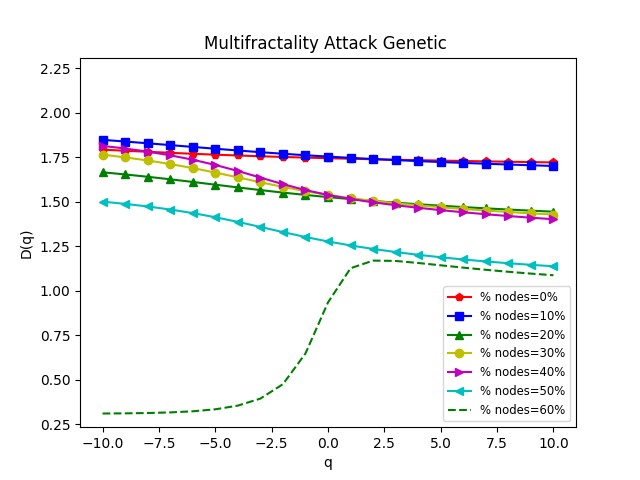 Multifractality Attack Genetic
D(q)
2.25
2.00
1.75
1.50
1.25
1.00
0.75
0.50
0.25
−10.0 −7.5 −5.0 −2.5 0.0 2.5 5.0 7.5 10.0
q
% nodes=0%
% nodes=10%
% nodes=20%
% nodes=30%
% nodes=40%
% nodes=50%
% nodes=60%